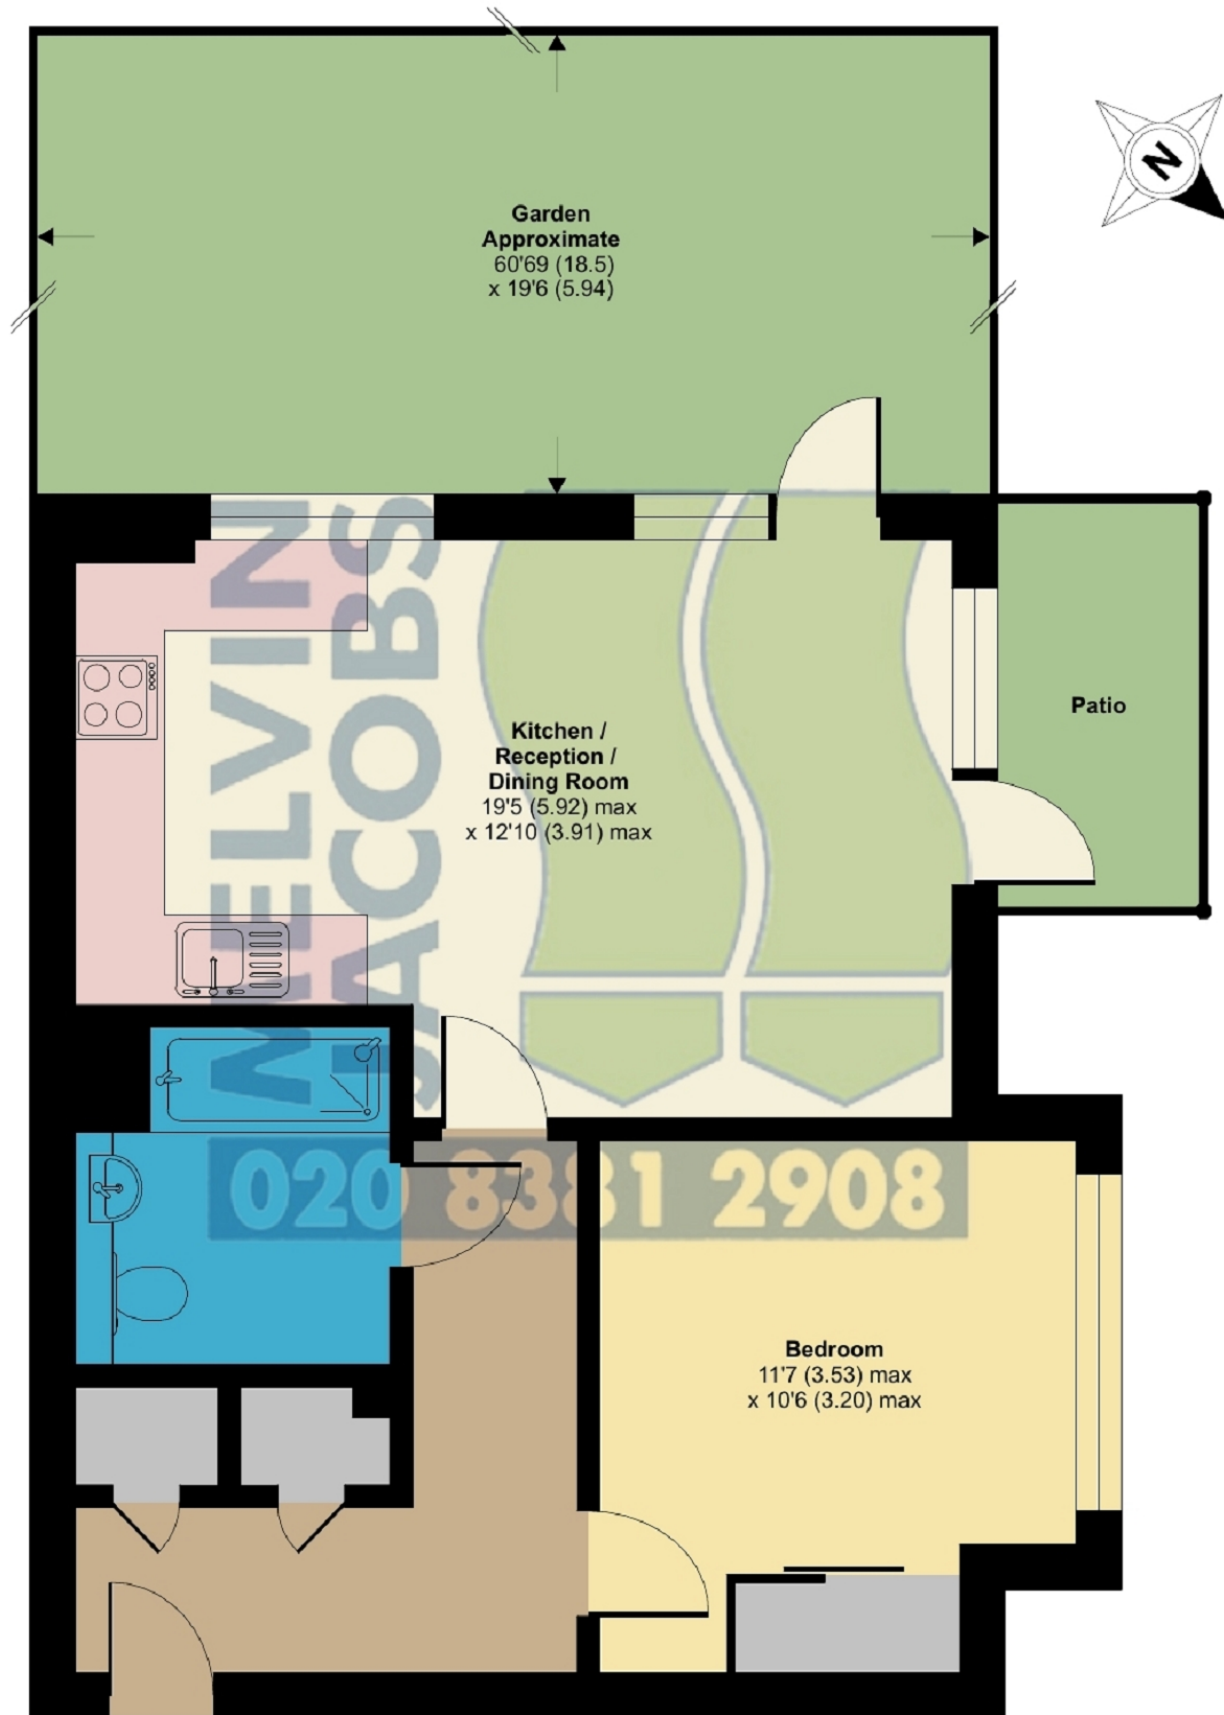 Garden
Approximate
60'69 (18.5)
x 19'6 (5.94)
N
Kitchen /
Reception /
Dining Room
19'5 (5.92) max
x 12'10 (3.91) max
Patio
MELVIN
JACOBS
020 8381 2908
Bedroom
11'7 (3.53) max
x 10'6 (3.20) max